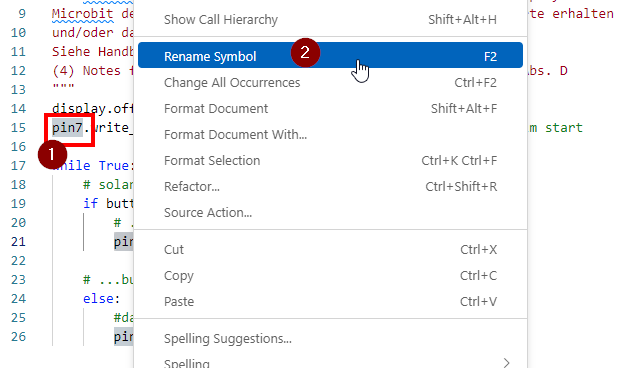 9 Microbit de
te erhalten
10 und/oder da
11 Siehe Handb
12 (4) Notes f
Abs. D
13 """
14 display.off
15 pin7.write_
m start
16
17 while True:
18 # solan
19 if butt
20 # .
21 pin
22
23 # ...bu
24 else:
25 #da
26 pin
1
2
Show Call Hierarchy Shift+Alt+H
Rename Symbol F2
Change All Occurrences Ctrl+F2
Format Document Shift+Alt+F
Format Document With...
Format Selection Ctrl+K Ctrl+F
Refactor... Ctrl+Shift+R
Source Action...
Cut Ctrl+X
Copy Ctrl+C
Paste Ctrl+V
Spelling Suggestions...
Spelling